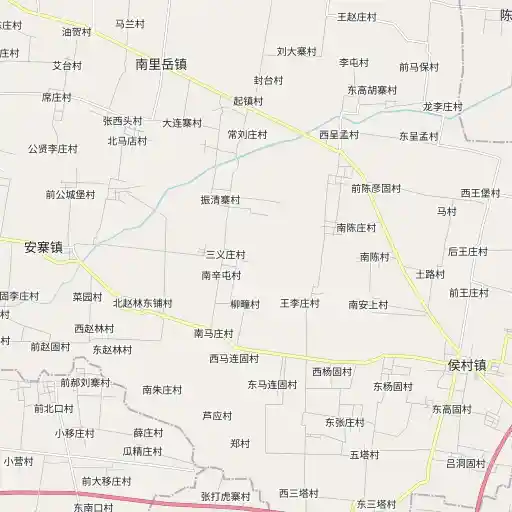 王赵庄村
陈
马兰村
油贺村
陈庄村
刘大寨村
艾台村
南里岳镇
李屯村
前马保村
封台村
东高胡寨村
席庄村
起镇村
龙李庄村
张西头村
大连寨村
常刘庄村
西呈孟村
东呈孟村
北马店村
公贤李庄村
前陈彦固村
前公城堡村
振清寨村
西王堡村
马村
南陈庄村
安寨镇
三义庄村
南陈村
后王庄村
南辛屯村
土路村
固李庄村
菜园村
北赵林东铺村
柳疃村
王李庄村
南安上村
前王庄村
西赵林村
南马庄村
前赵固村
东赵林村
西马连固村
西杨固村
侯村镇
前郝刘寨村
南朱庄村
东马连固村
东杨固村
前北口村
芦应村
东高固村
小移庄村
薛庄村
东张庄村
郑村
瓜精庄村
五塔村
小营村
吕洞固村
前大移庄村
张打虎寨村
西三塔村
东南口村
东三塔村